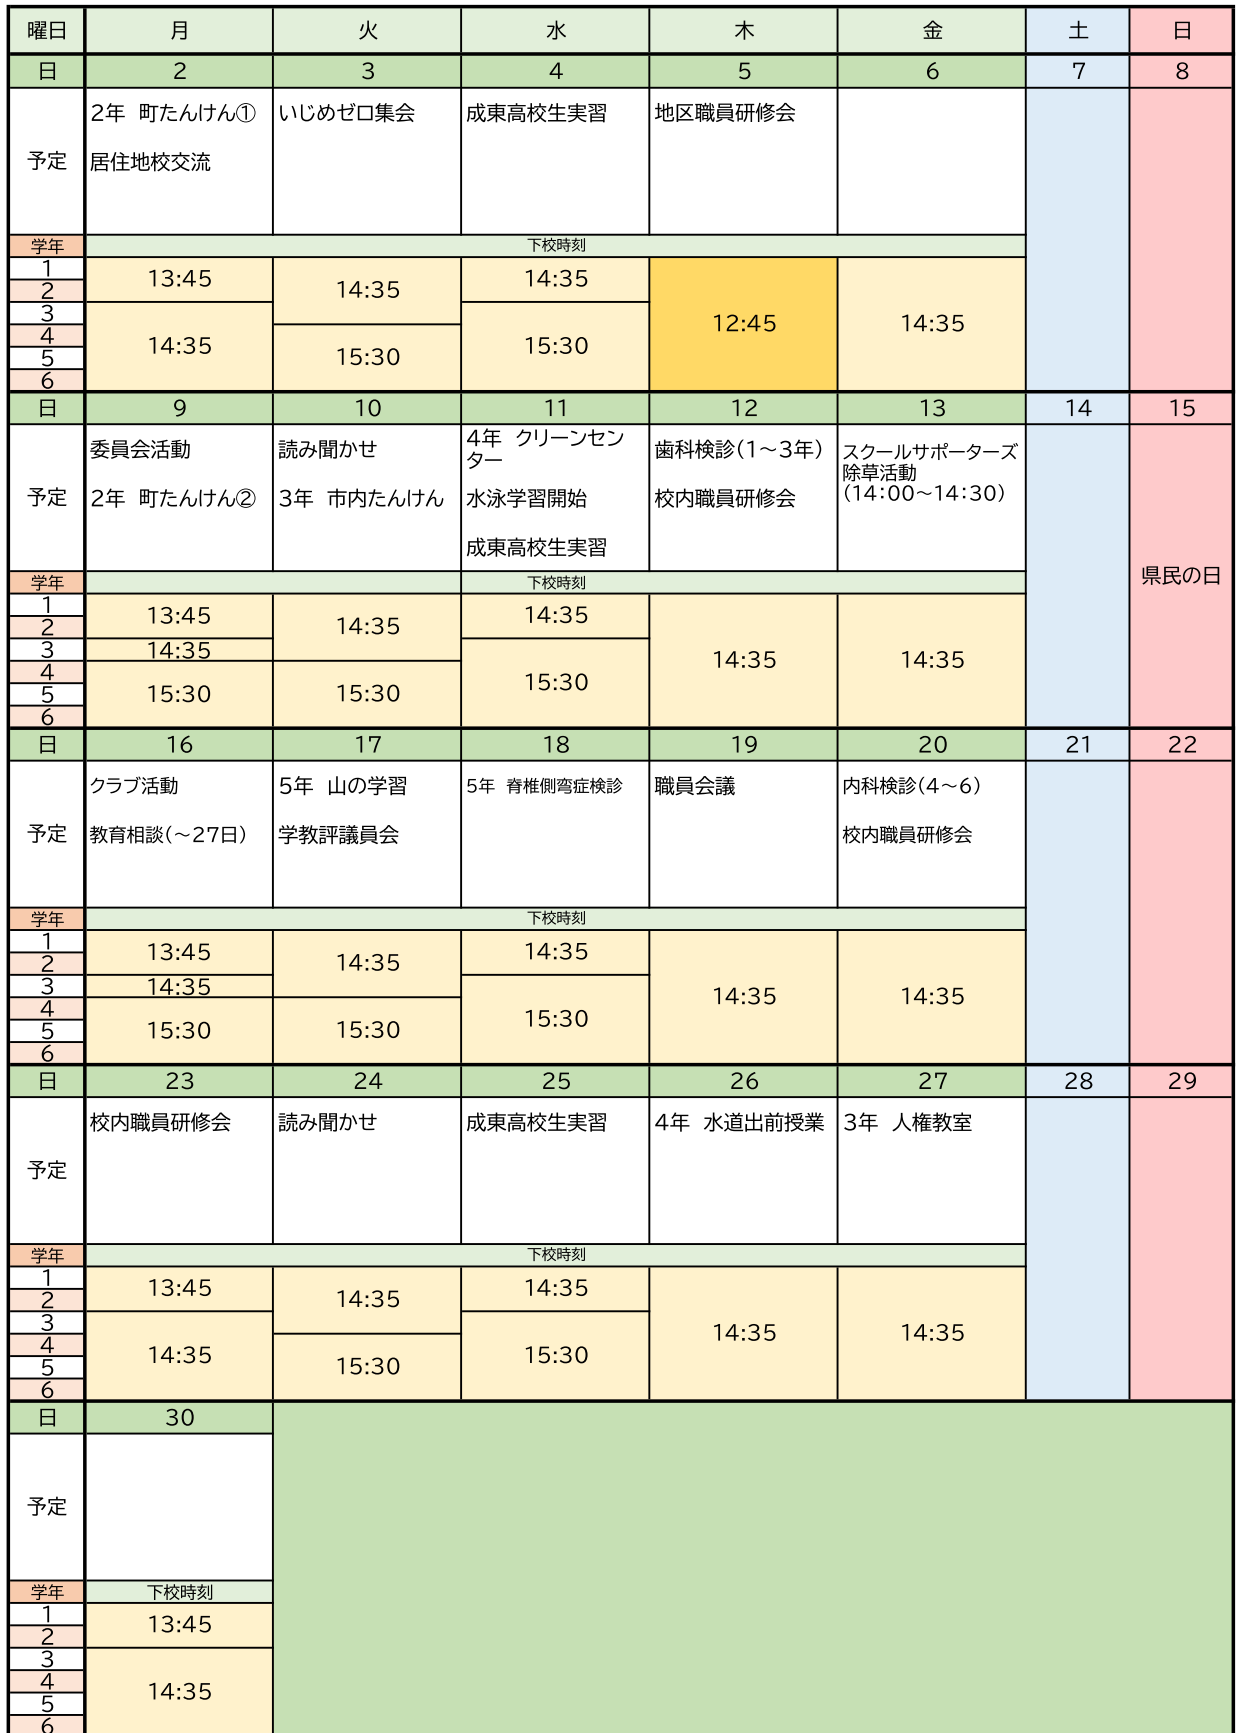 曜日 月 火 水 木 金 土 日
日 2 3 4 5 6 7 8
予定
2年 町たんけん① いじめゼロ集会 成東高校生実習 地区職員研修会
居住地校交流
学年 下校時刻
1
2
3
4
5
6
13:45 14:35 14:35 12:45 14:35
14:35 15:30 15:30
日 9 10 11 12 13 14 15
予定
委員会活動 読み聞かせ 4年 クリーンセン 歯科検診(1~3年) スクールサポーターズ
ター 除草活動
2年 町たんけん② 3年 市内たんけん 水泳学習開始 校内職員研修会 (14:00~14:30)
成東高校生実習
県民の日
学年 下校時刻
1
2
3
4
5
6
13:45 14:35 14:35 14:35 14:35
14:35
15:30 15:30 15:30
日 16 17 18 19 20 21 22
予定
クラブ活動 5年 山の学習 5年 脊椎側弯症検診 職員会議 内科検診(4~6)
教育相談(~27日) 学教評議員会 校内職員研修会
学年 下校時刻
1
2
3
4
5
6
13:45 14:35 14:35 14:35 14:35
14:35
15:30 15:30 15:30
日 23 24 25 26 27 28 29
予定
校内職員研修会 読み聞かせ 成東高校生実習 4年 水道出前授業 3年 人権教室
学年 下校時刻
1
2
3
4
5
6
13:45 14:35 14:35 14:35 14:35
14:35 15:30 15:30
日 30
予定
学年 下校時刻
1
2
3
4
5
6
13:45
14:35